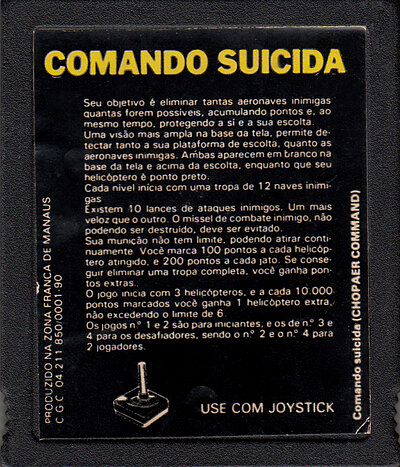 COMANDO SUICIDA
Seu objetivo é eliminar tantas aeronaves inimigas
quantas forem possíveis, acumulando pontos e, ao
mesmo tempo, protegendo a si e a sua escolta.
Uma visão mais ampla na base da tela, permite de-
tectar tanto a sua plataforma de escolta, quanto as
aeronaves inimigas. Ambas aparecem em branco na
base da tela e acima da escolta, enquanto que seu
helicóptero é ponto preto.
Cada nível inicia com uma tropa de 12 naves inimi-
gas
Existem 10 lances de ataques inimigos. Um mais
veloz que o outro. O missel de combate inimigo, não
podendo ser destruído, deve ser evitado.
Sua munição não tem limite, podendo atirar conti-
nuamente Você marca 100 pontos a cada helicóp-
tero atingido, e 200 pontos a cada jato. Se conse-
guir eliminar uma tropa completa, você ganha pon-
tos extras..
O jogo inicia com 3 helicópteros, e a cada 10.000
pontos marcados você ganha 1 helicóptero extra,
não excedendo o limite de 6.
Os jogos n.º 1 e 2 são para iniciantes, e os de n.º 3 e
4 para os desafiadores, sendo o n.º 2 e o n.º 4 para
2 jogadores.
USE COM JOYSTICK
PRODUZIDO NA ZONA FRANCA DE MANAUS
C G C 04 211 850/0001-90
Comando suicida (CHOPAER COMMAND)